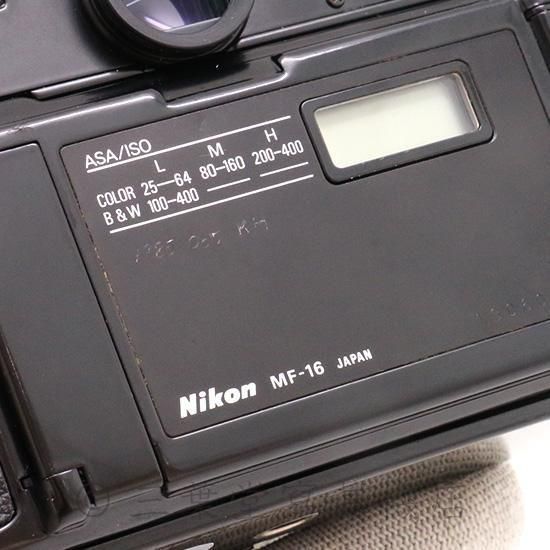 ASA/ISO
L M H
COLOR 25—64 80-160 200-400
B & W 100-400 — —
Nikon MF-16 JAPAN